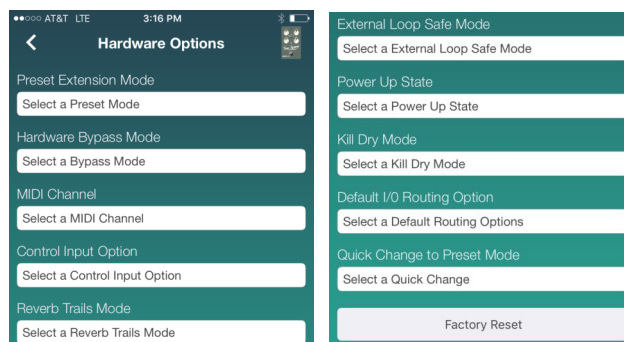 AT&T LTE 3:16 PM
Hardware Options
Preset Extension Mode
Select a Preset Mode
Hardware Bypass Mode
Select a Bypass Mode
MIDI Channel
Select a MIDI Channel
Control Input Option
Select a Control Input Option
Reverb Trails Mode
Select a Reverb Trails Mode
External Loop Safe Mode
Select a External Loop Safe Mode
Power Up State
Select a Power Up State
Kill Dry Mode
Select a Kill Dry Mode
Default I/0 Routing Option
Select a Default Routing Options
Quick Change to Preset Mode
Select a Quick Change
Factory Reset